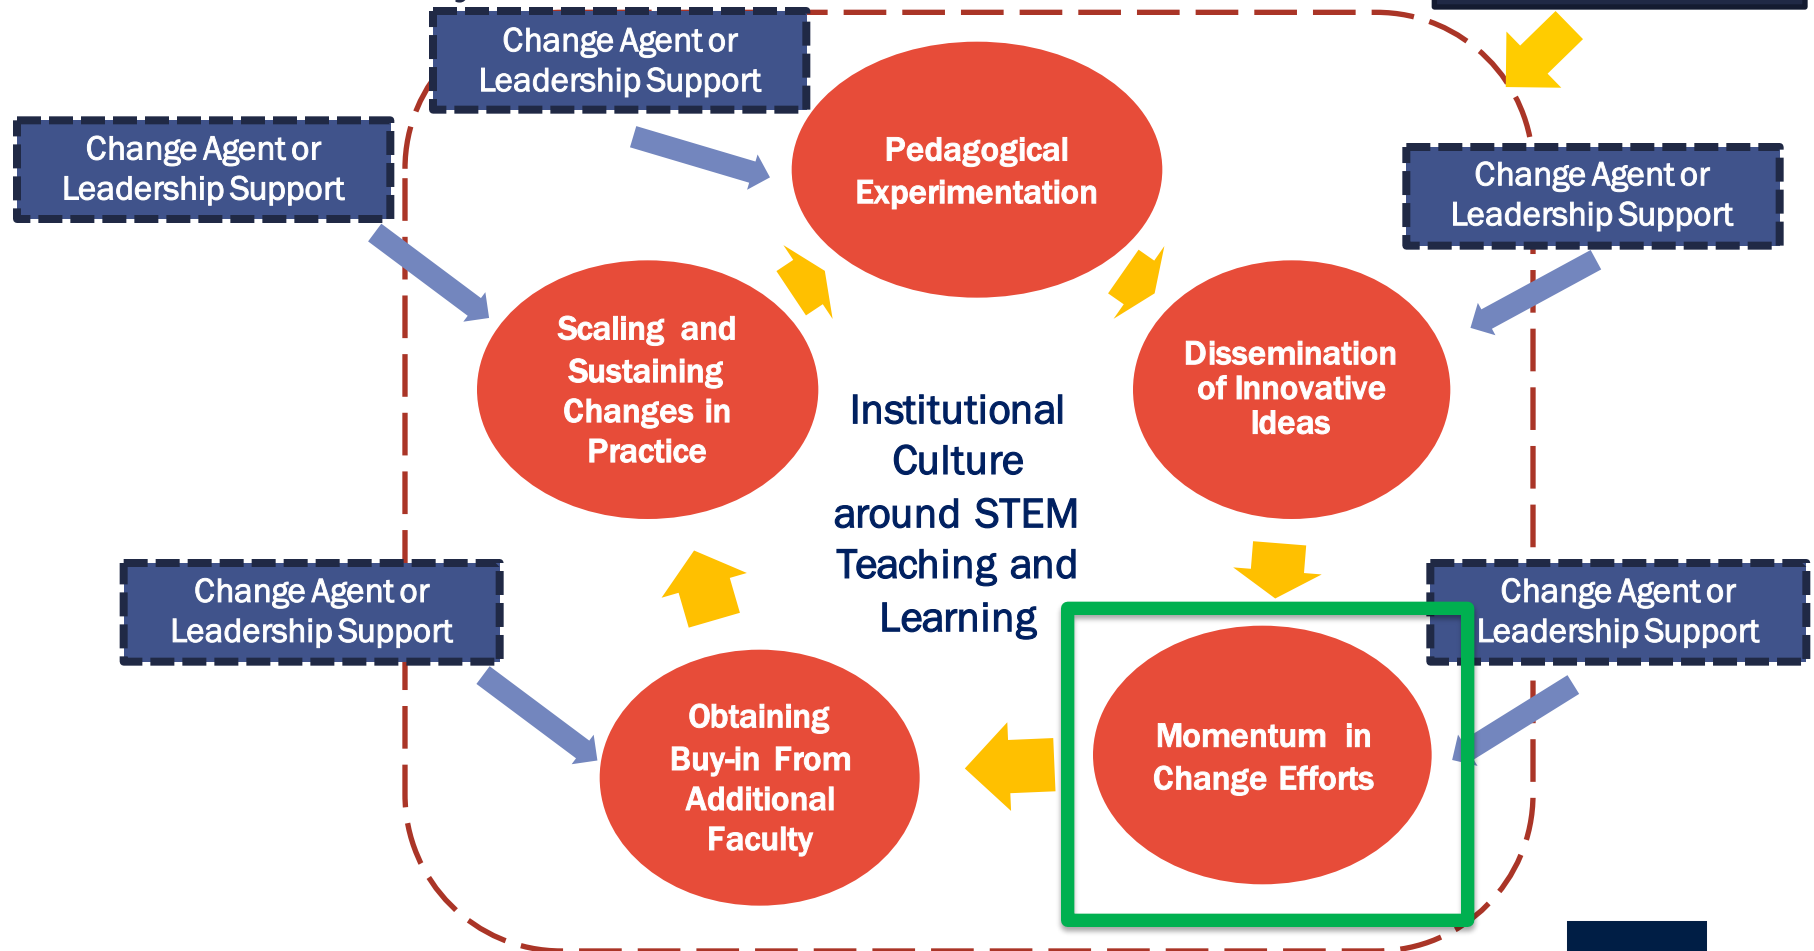 Change Agent or
Leadership Support
Change Agent or
Leadership Support
Pedagogical
Experimentation
Change Agent or
Leadership Support
Scaling and
Sustaining
Changes in
Practice
Dissemination
of Innovative
Ideas
Institutional
Culture
around STEM
Teaching and
Learning
Change Agent or
Leadership Support
Change Agent or
Leadership Support
Obtaining
Buy-in From
Additional
Faculty
Momentum in
Change Efforts